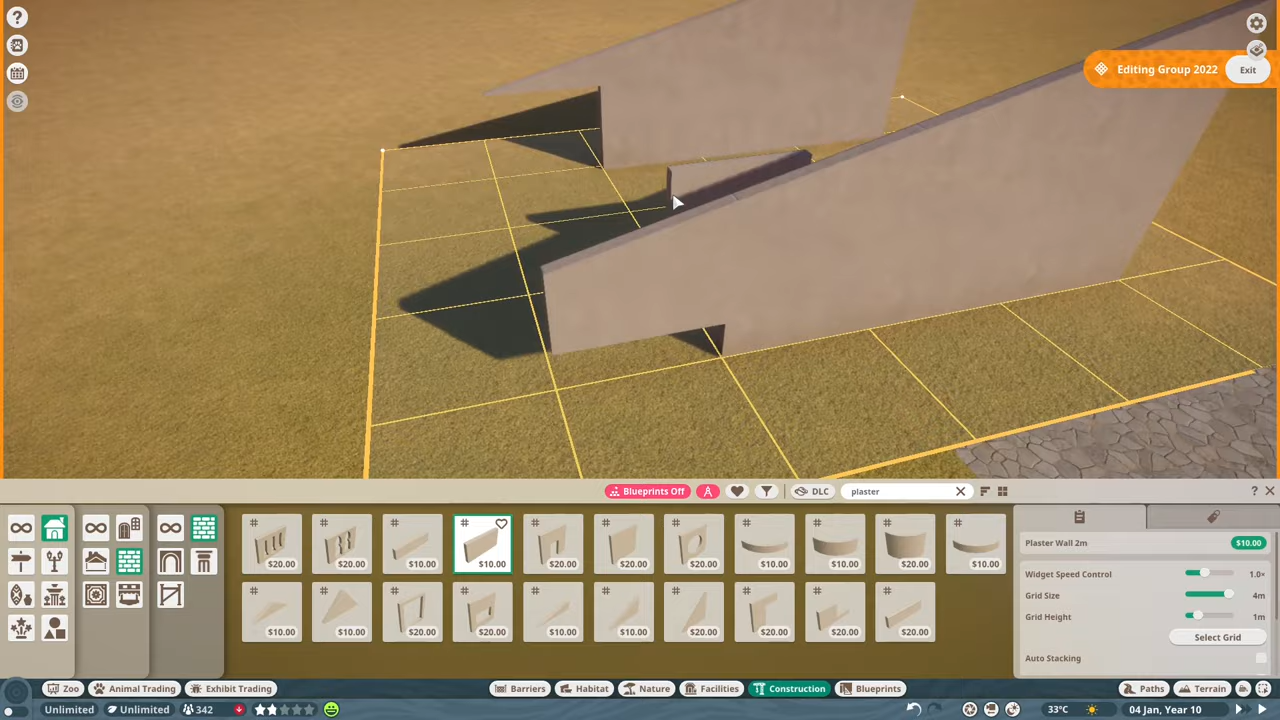 ?
Editing Group 2022
Exit
Blueprints Off
DLC
plaster
?
$20.00
$20.00
$10.00
$10.00
$20.00
$20.00
$20.00
$10.00
$10.00
$20.00
$10.00
$10.00
$10.00
$20.00
$20.00
$10.00
$10.00
$20.00
$20.00
$20.00
$20.00
Plaster Wall 2m
$10.00
Widget Speed Control
1.0×
Grid Size
4m
Grid Height
1m
Select Grid
Auto Stacking
Zoo
Animal Trading
Exhibit Trading
Barriers
Habitat
Nature
Facilities
Construction
Blueprints
Paths
Terrain
Unlimited
Unlimited
342
33°C
04 Jan, Year 10